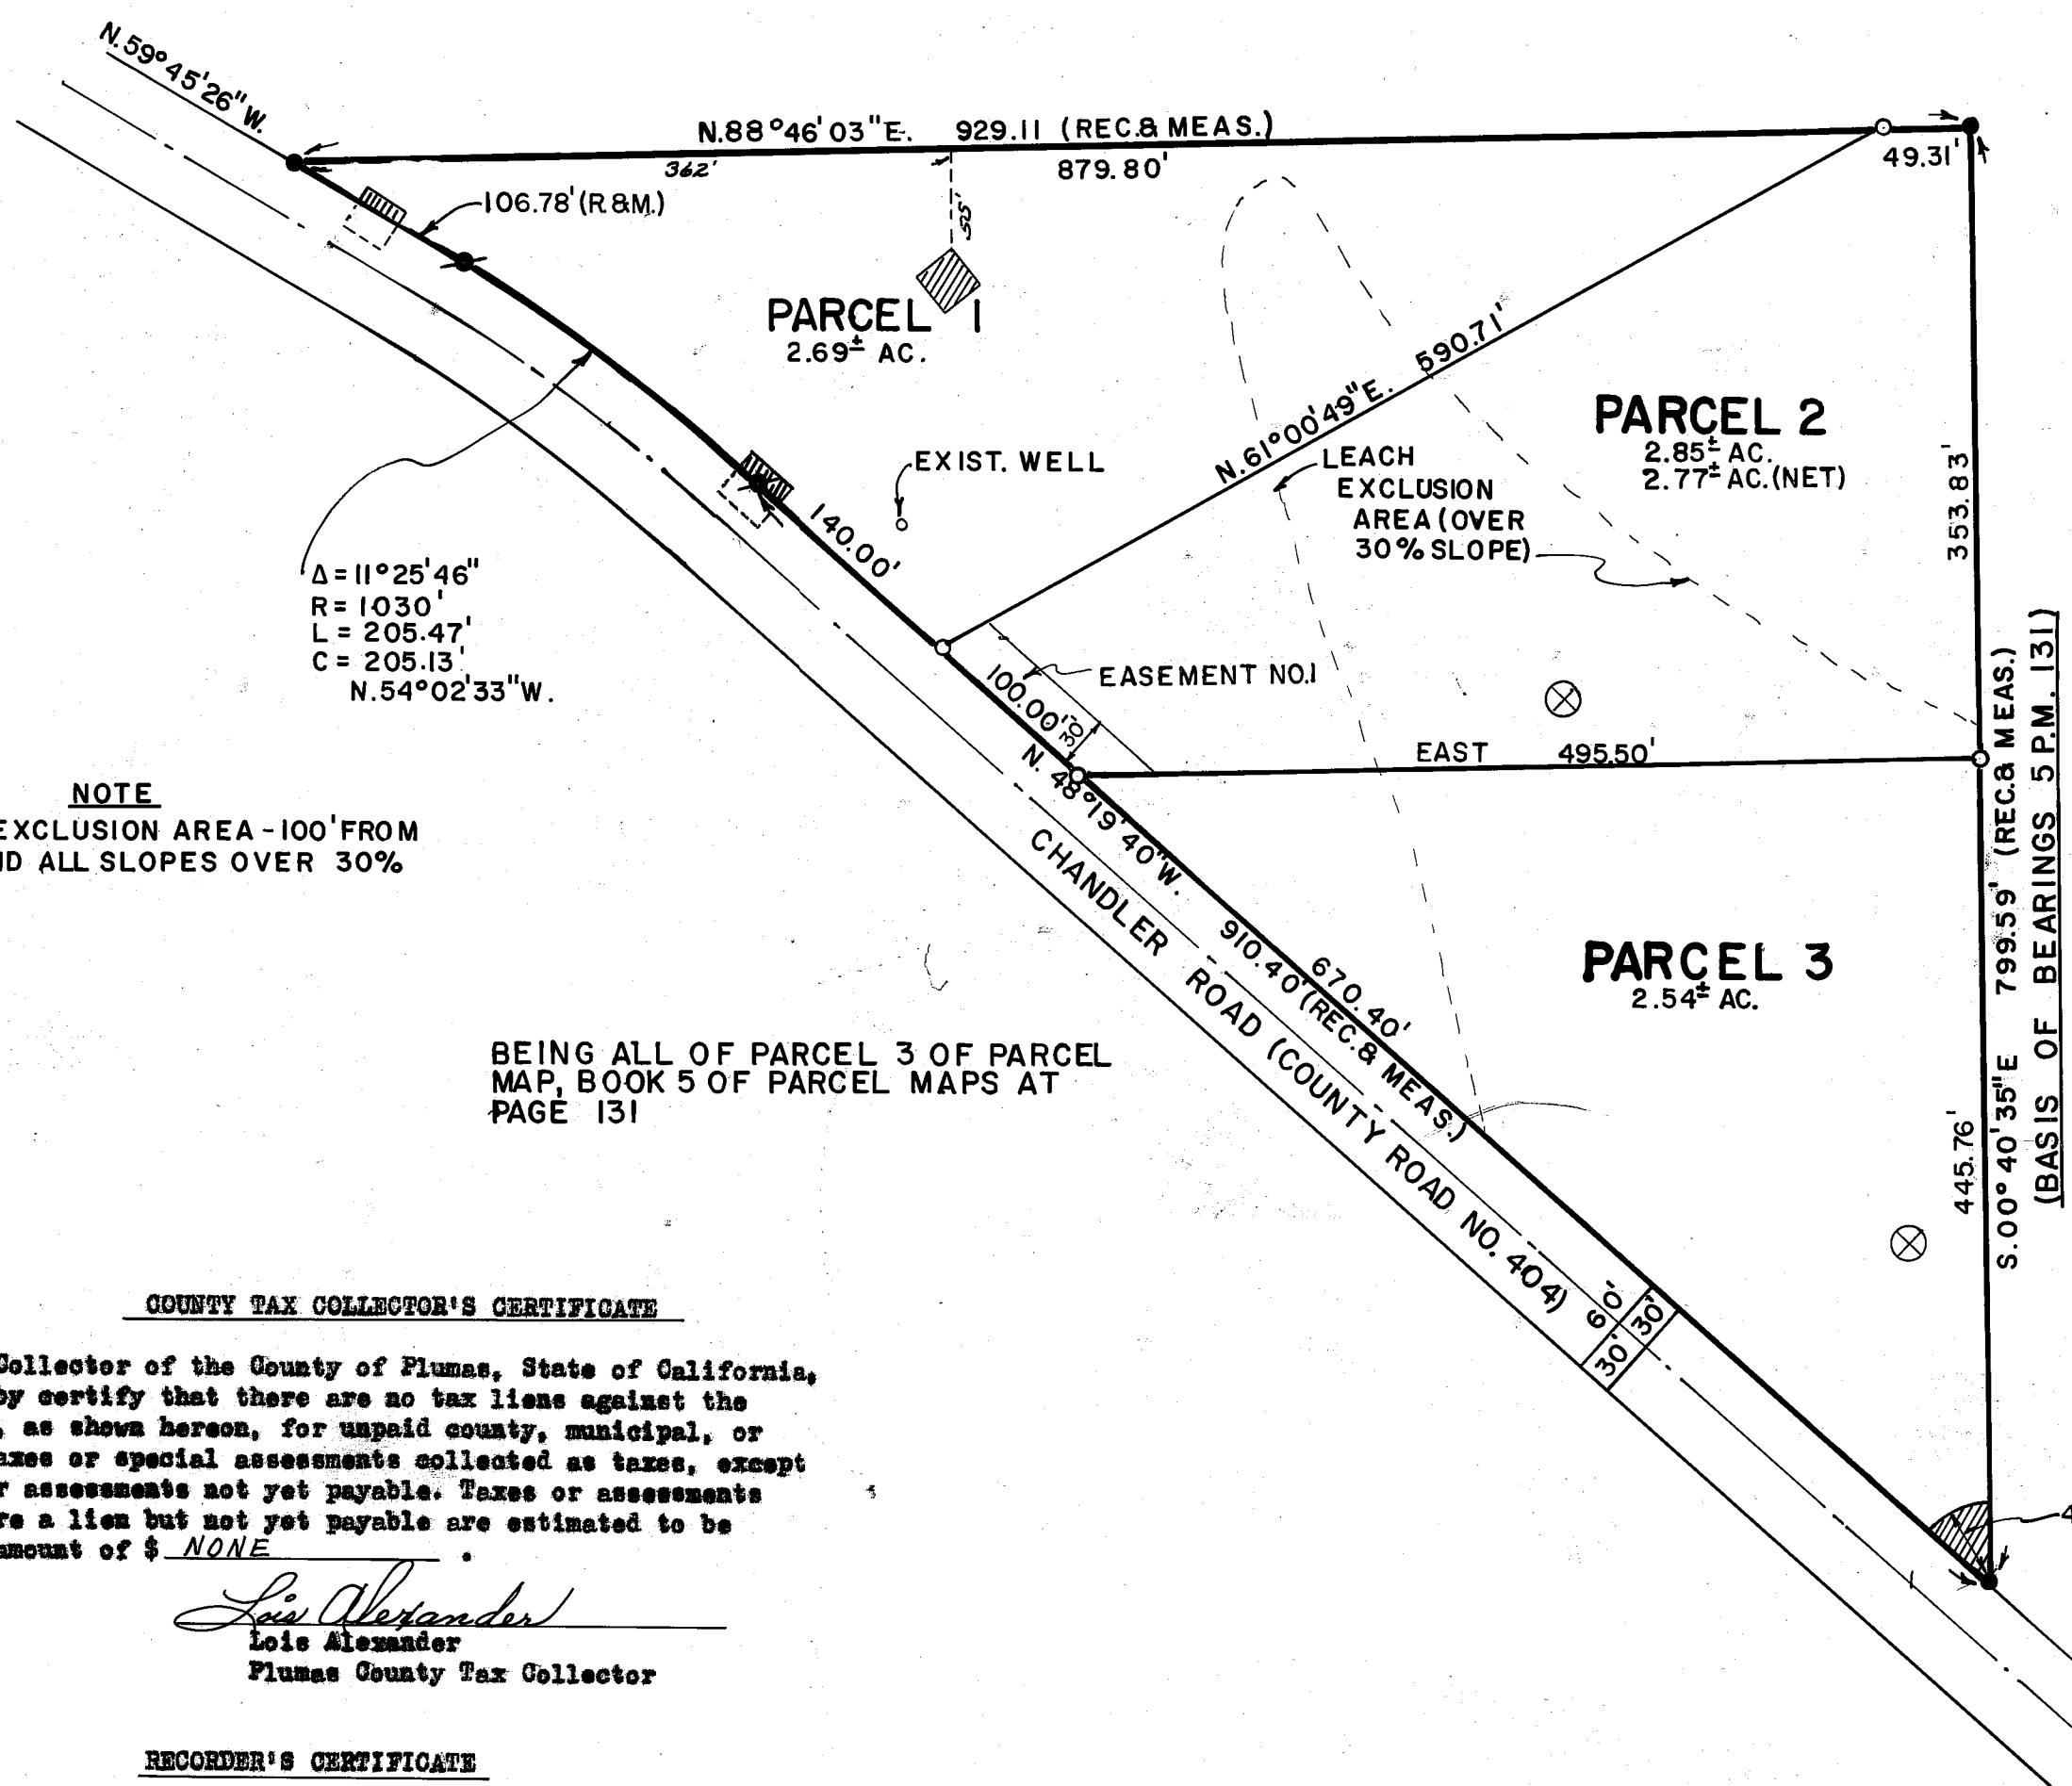 N.59°45'26"W.
N.88°46'03"E. 929.11 (REC.& MEAS.)
362'
879.80'
49.31'
106.78'(R.&M.)
55'
PARCEL 1
2.69± AC.
N.61°00'49"E. 590.71'
PARCEL 2
2.85± AC.
2.77± AC.(NET)
353.83'
EXIST. WELL
LEACH
EXCLUSION
AREA (OVER
30% SLOPE)
140.00'
Δ = 11°25'46"
R = 1030'
L = 205.47'
C = 205.13'
N.54°02'33"W.
EASEMENT NO.1
100.00'
30'
EAST 495.50'
NOTE
EXCLUSION AREA - 100' FROM
ND ALL SLOPES OVER 30%
N. 48°19'40"W.
910.40' (REC.& MEAS.)
670.40'
CHANDLER ROAD (COUNTY ROAD NO. 404)
60'
30'
30'
PARCEL 3
2.54± AC.
445.76'
S.00°40'35"E 799.59' (REC.& MEAS.)
(BASIS OF BEARINGS 5 P.M. 131)
BEING ALL OF PARCEL 3 OF PARCEL
MAP, BOOK 5 OF PARCEL MAPS AT
PAGE 131
4
COUNTY TAX COLLECTOR'S CERTIFICATE
Collector of the County of Plumas, State of California,
by certify that there are no tax liens against the
, as shown hereon, for unpaid county, municipal, or
axes or special assessments collected as taxes, except
r assessments not yet payable. Taxes or assessments
re a lien but not yet payable are estimated to be
amount of $ NONE .
Lois Alexander
Lois Alexander
Plumas County Tax Collector
RECORDER'S CERTIFICATE